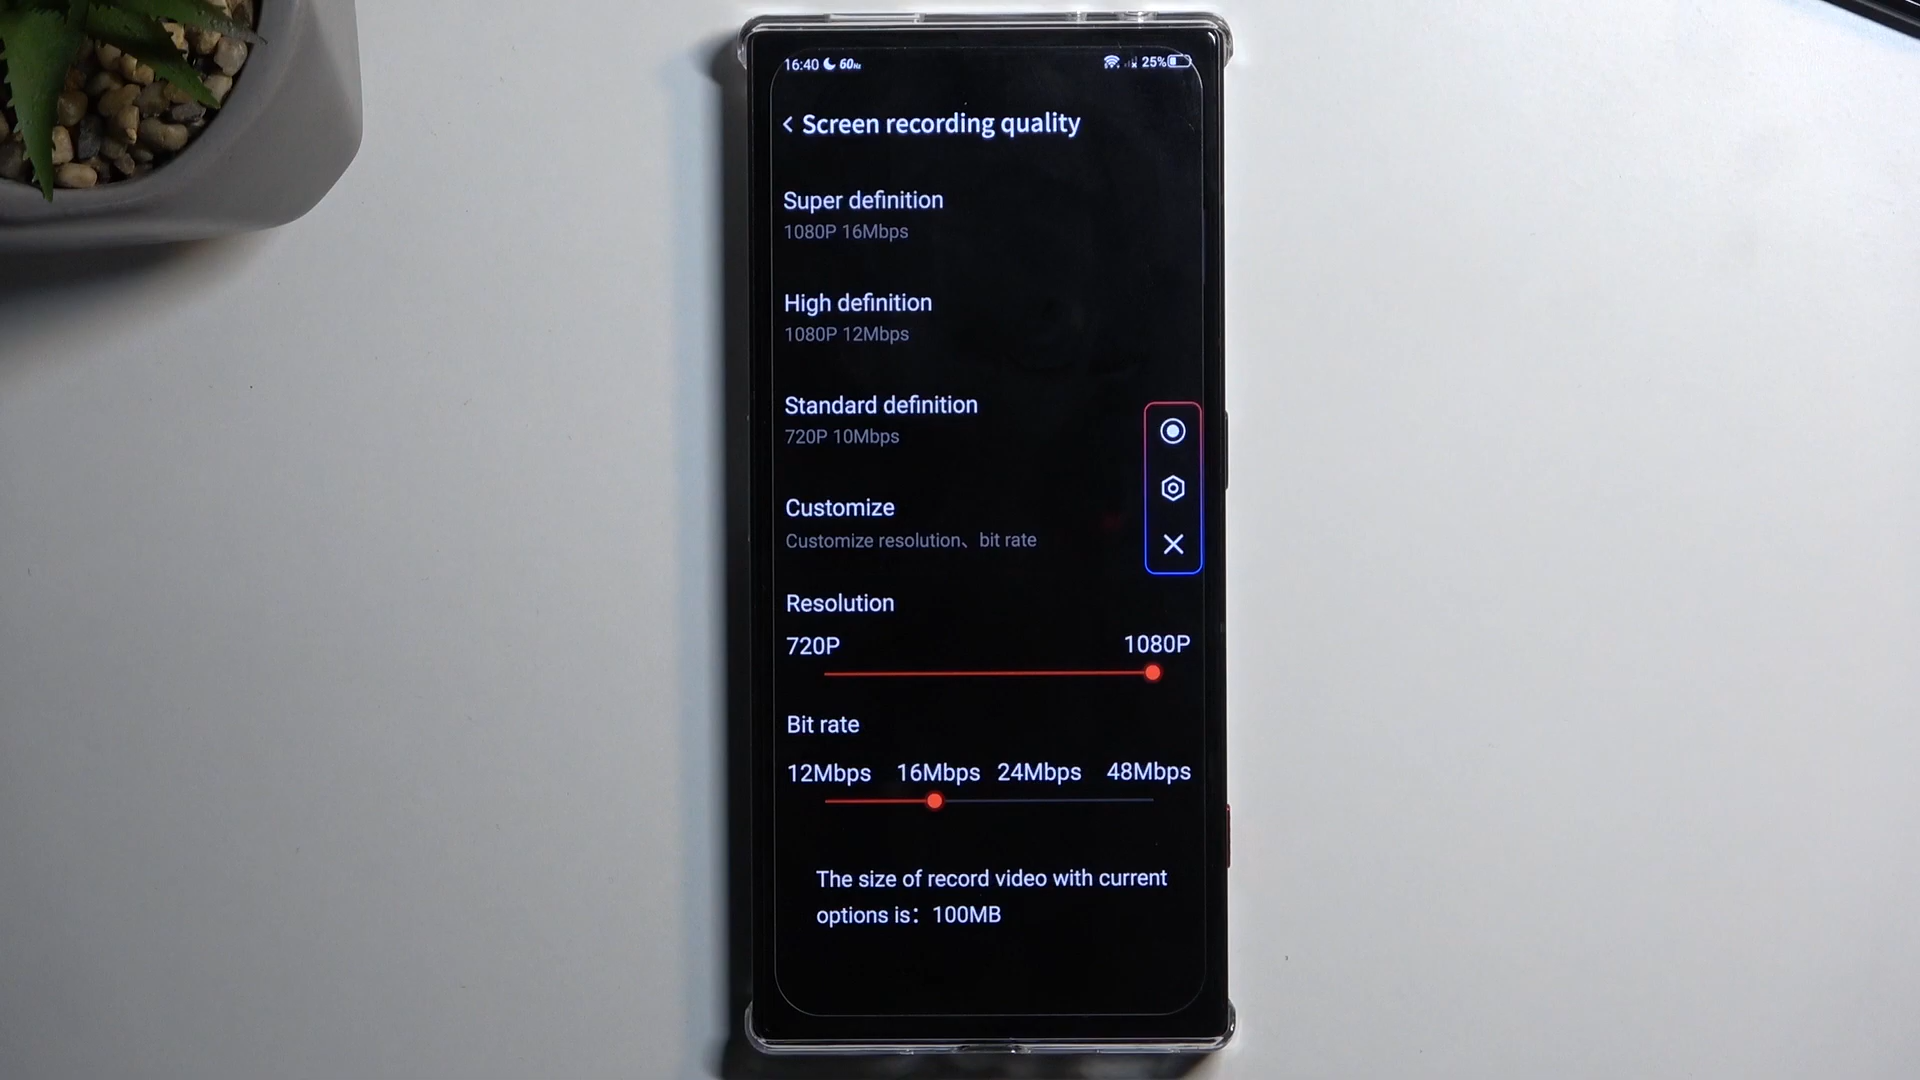 16:40 60Hz 25%
Screen recording quality
Super definition
1080P 16Mbps
High definition
1080P 12Mbps
Standard definition
720P 10Mbps
Customize
Customize resolution、bit rate
Resolution
720P 1080P
Bit rate
12Mbps 16Mbps 24Mbps 48Mbps
The size of record video with current
options is：100MB